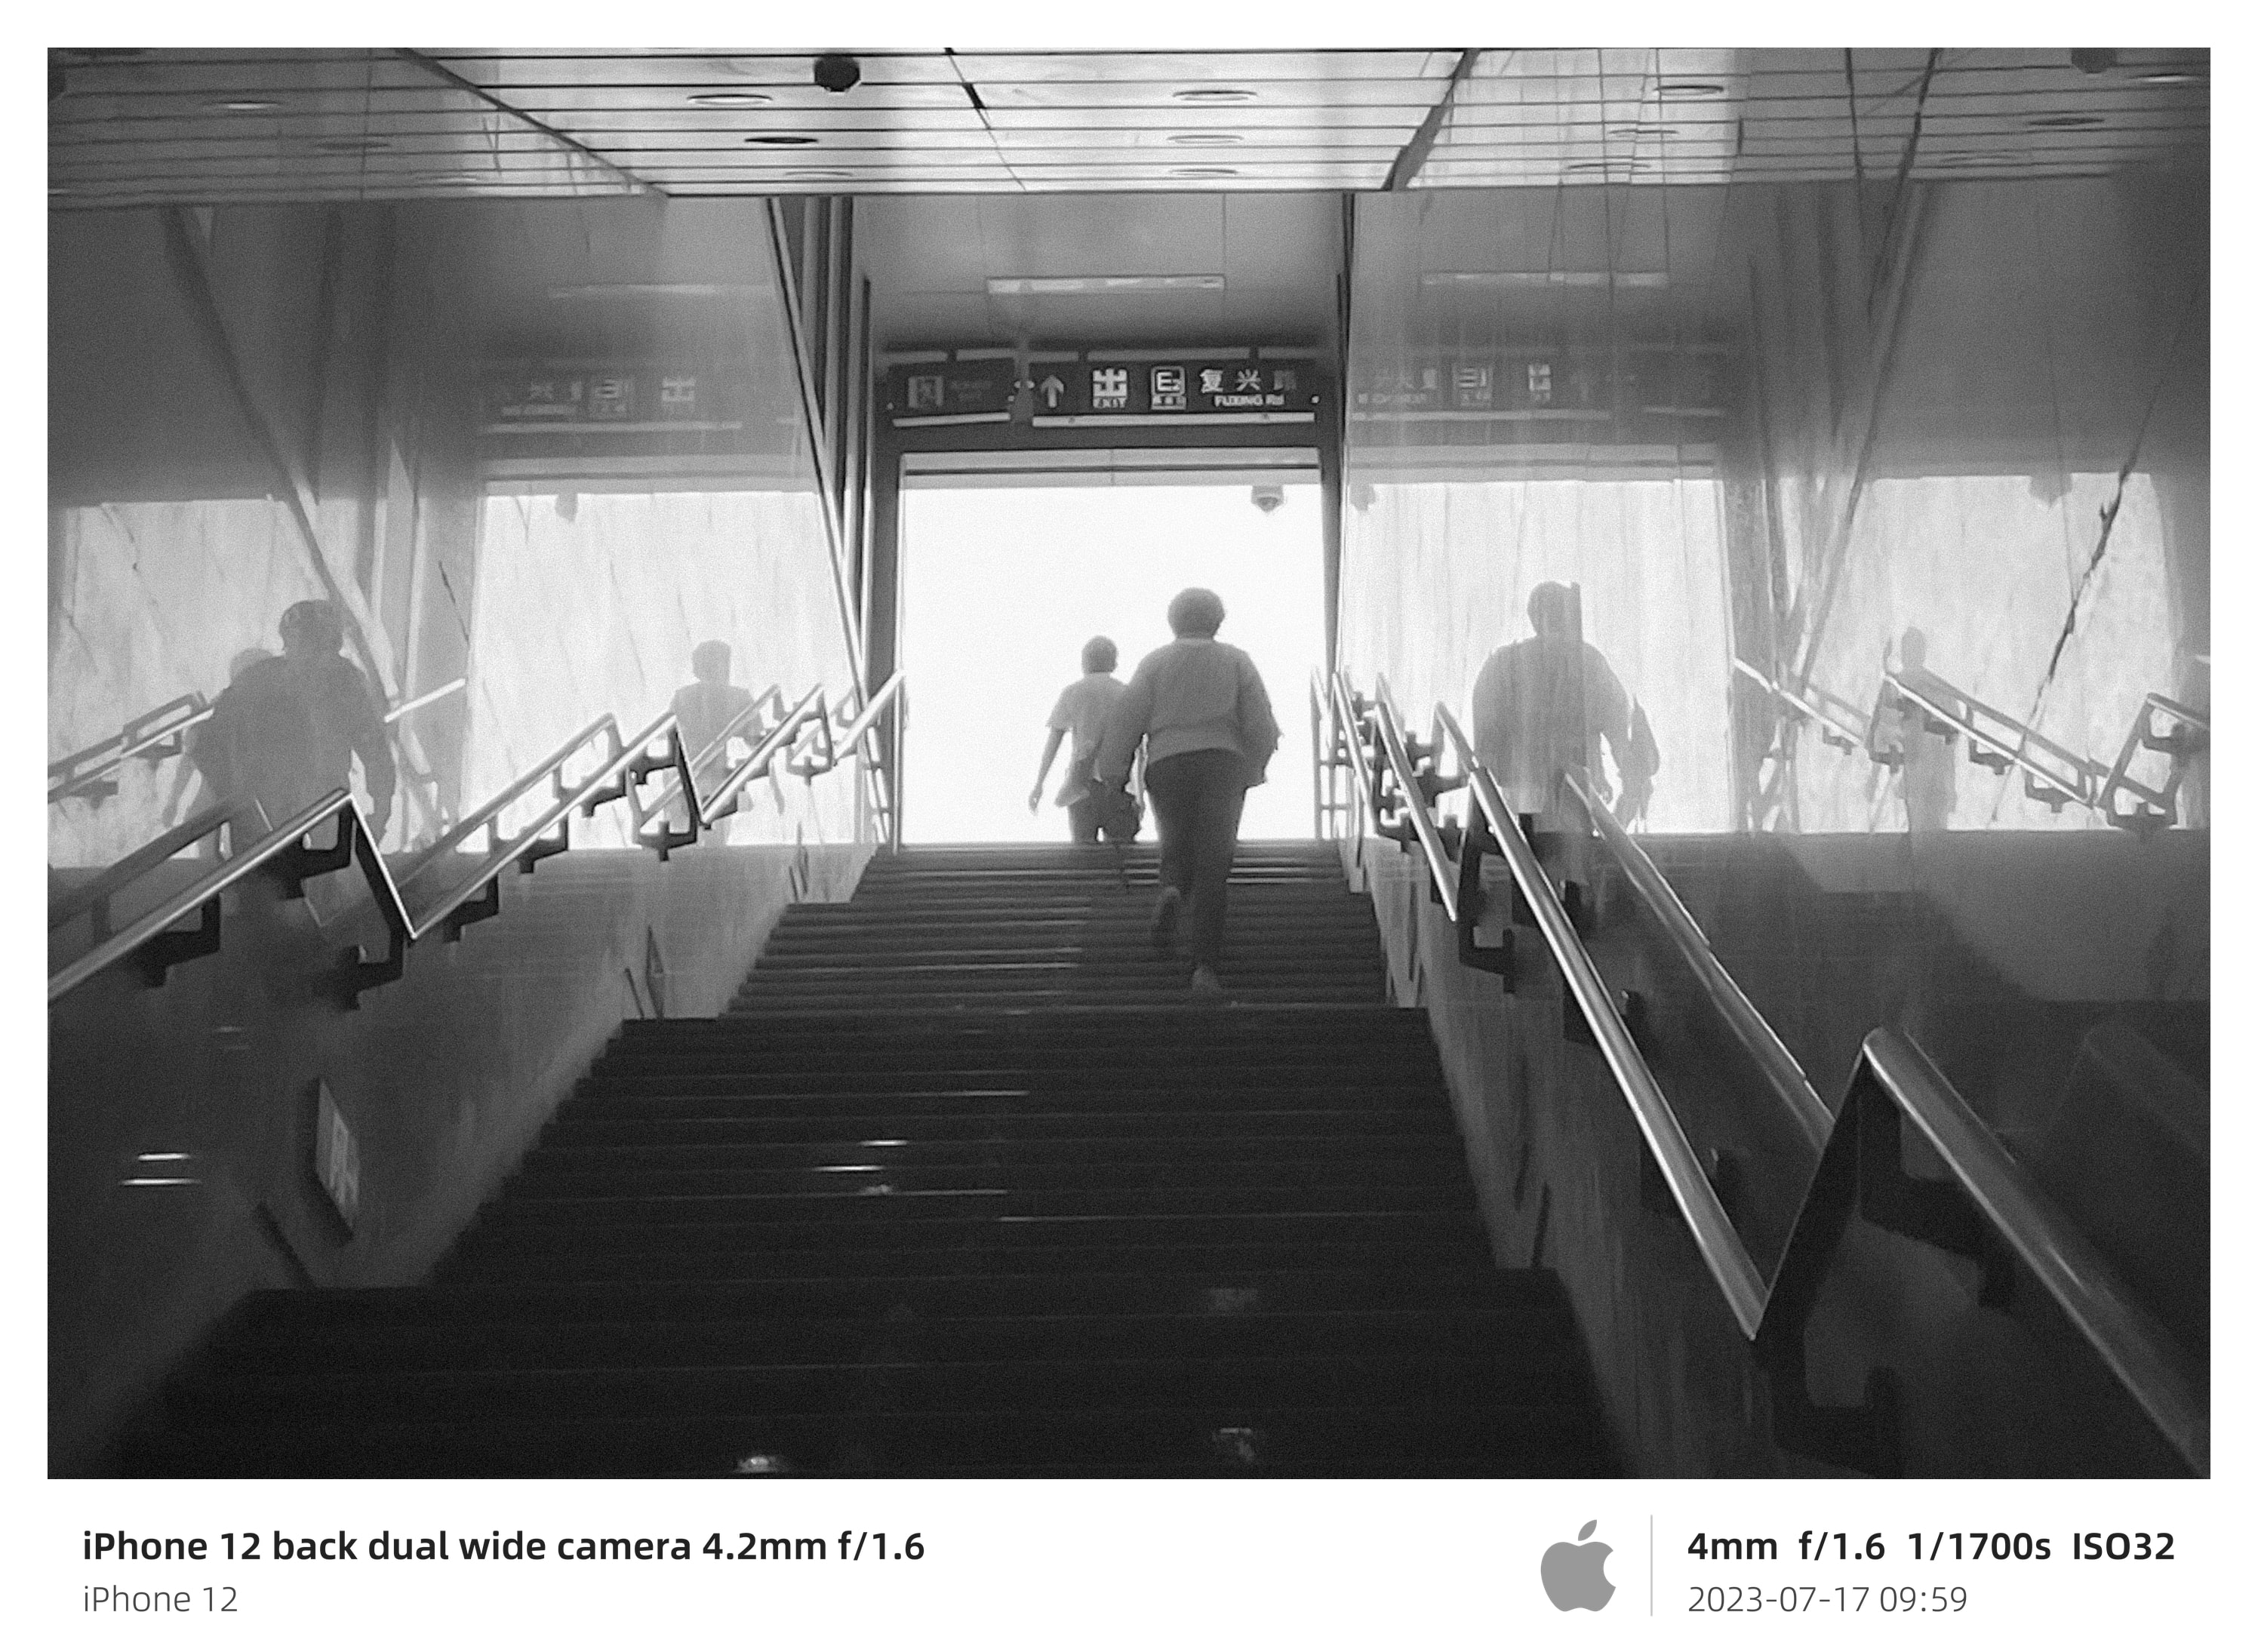 出 E2 复兴路
EXIT FUXING Rd
iPhone 12 back dual wide camera 4.2mm f/1.6
iPhone 12
4mm f/1.6 1/1700s ISO32
2023-07-17 09:59